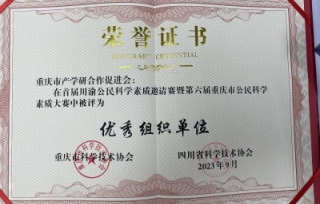 荣誉证书
HONORARY CREDENTIAL
重庆市产学研合作促进会：
在首届川渝公民科学素质邀请赛暨第六届重庆市公民科学
素质大赛中被评为
优秀组织单位
重庆市科学技术协会
四川省科学技术协会
2023年9月